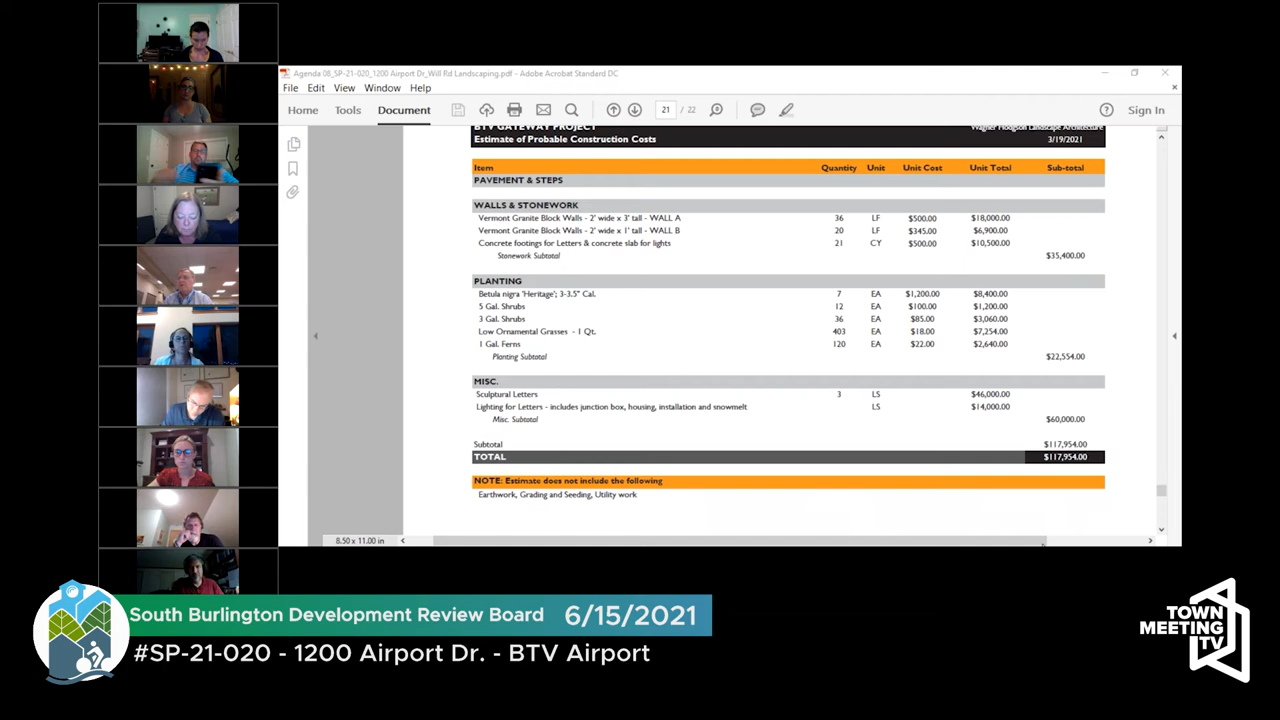 Agenda 08_SP-21-020_1200 Airport Dr_Will Rd Landscaping.pdf - Adobe Acrobat Standard DC
File Edit View Window Help
Home Tools Document 21 / 22 Sign In
BTV GATEWAY PROJECT Wagner Hodgson Landscape Architecture
Estimate of Probable Construction Costs 3/19/2021
Item Quantity Unit Unit Cost Unit Total Sub-total
PAVEMENT & STEPS
WALLS & STONEWORK
Vermont Granite Block Walls - 2' wide x 3' tall - WALL A 36 LF $500.00 $18,000.00
Vermont Granite Block Walls - 2' wide x 1' tall - WALL B 20 LF $345.00 $6,900.00
Concrete footings for Letters & concrete slab for lights 21 CY $500.00 $10,500.00
Stonework Subtotal $35,400.00
PLANTING
Betula nigra 'Heritage'; 3-3.5" Cal. 7 EA $1,200.00 $8,400.00
5 Gal. Shrubs 12 EA $100.00 $1,200.00
3 Gal. Shrubs 36 EA $85.00 $3,060.00
Low Ornamental Grasses - 1 Qt. 403 EA $18.00 $7,254.00
1 Gal. Ferns 120 EA $22.00 $2,640.00
Planting Subtotal $22,554.00
MISC.
Sculptural Letters 3 LS $46,000.00
Lighting for Letters - includes junction box, housing, installation and snowmelt LS $14,000.00
Misc. Subtotal $60,000.00
Subtotal $117,954.00
TOTAL $117,954.00
NOTE: Estimate does not include the following
Earthwork, Grading and Seeding, Utility work
8.50 x 11.00 in
South Burlington Development Review Board 6/15/2021
#SP-21-020 - 1200 Airport Dr. - BTV Airport
TOWN
MEETING
TV